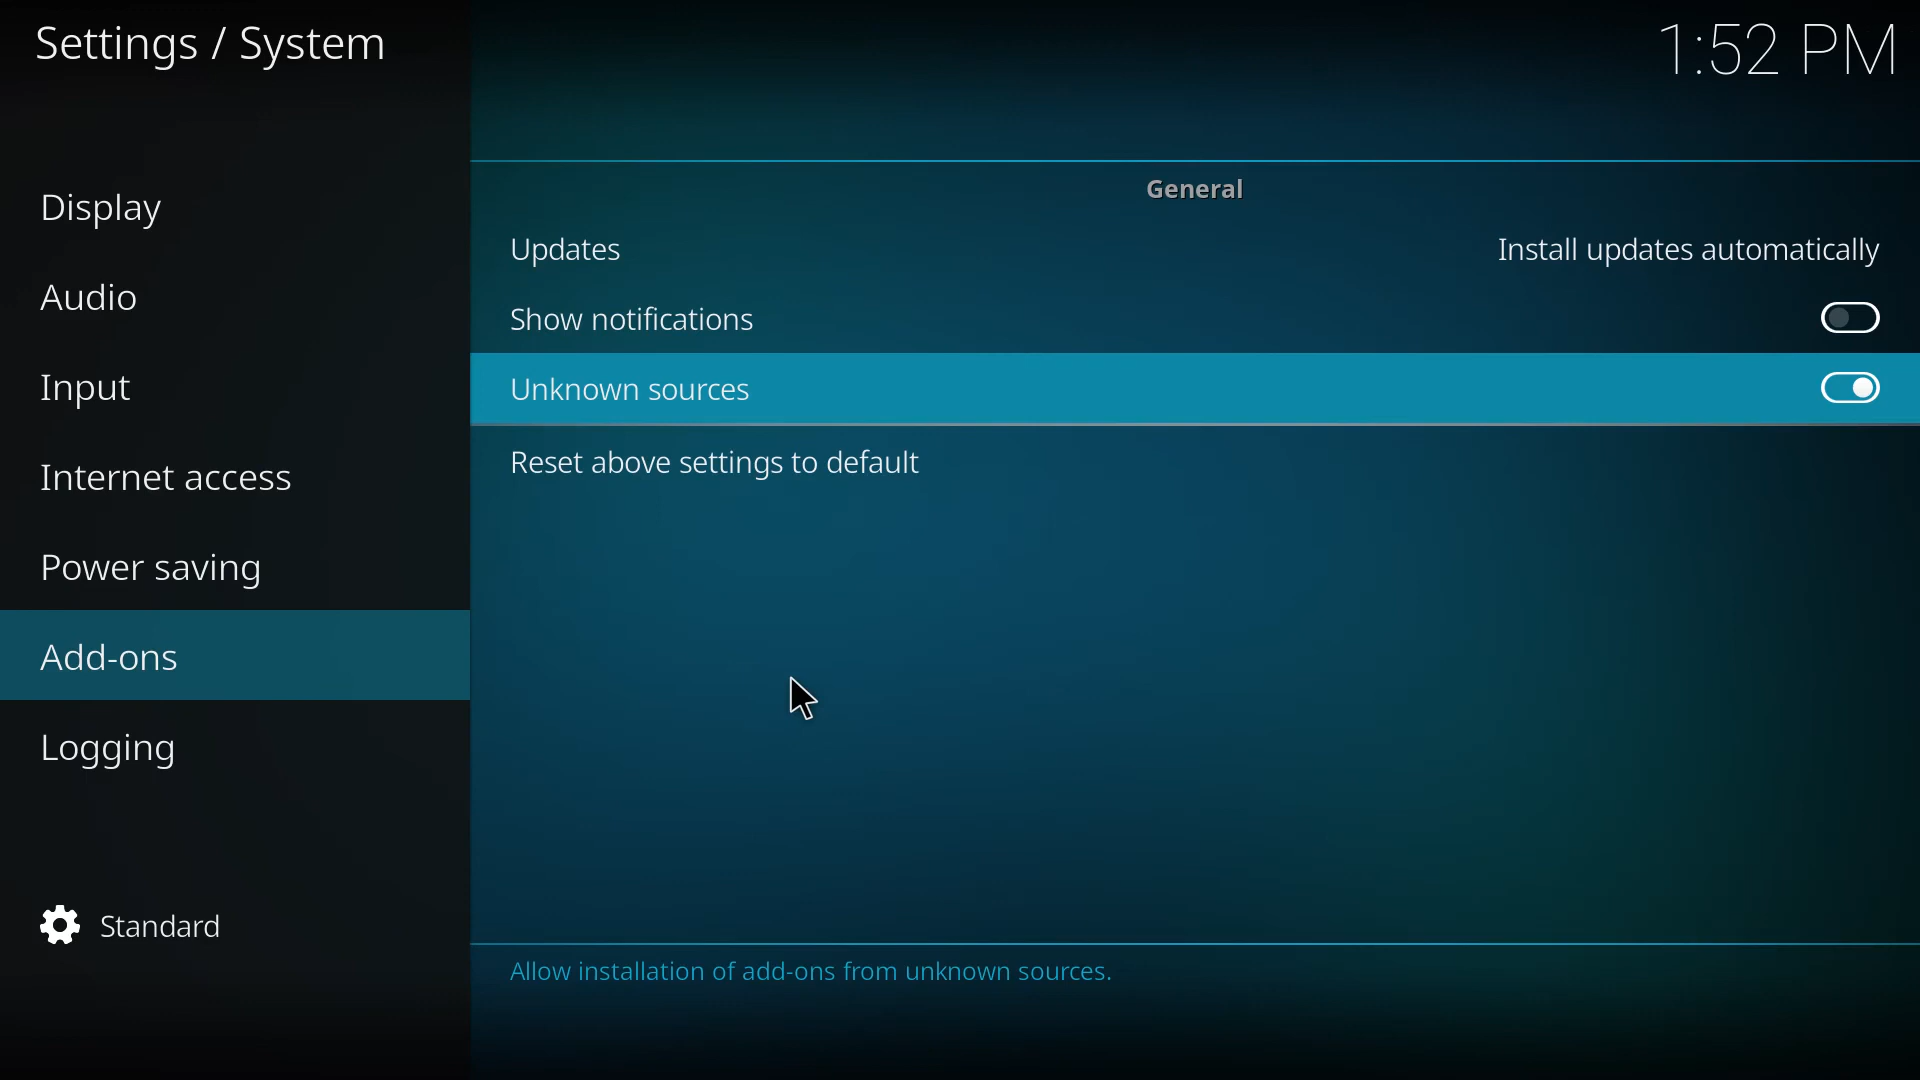 Settings / System
1:52 PM
Display
Audio
Input
Internet access
Power saving
Add-ons
Logging
Standard
General
Updates
Install updates automatically
Show notifications
Unknown sources
Reset above settings to default
Allow installation of add-ons from unknown sources.